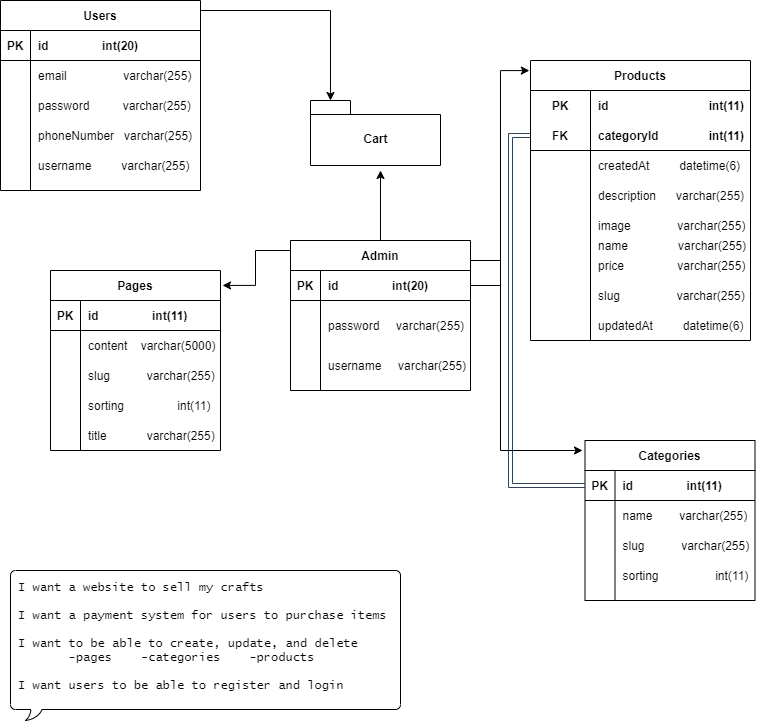 Users
PK id int(20)
email varchar(255)
password varchar(255)
phoneNumber varchar(255)
username varchar(255)
Cart
Products
PK id int(11)
FK categoryId int(11)
createdAt datetime(6)
description varchar(255)
image varchar(255)
name varchar(255)
price varchar(255)
slug varchar(255)
updatedAt datetime(6)
Admin
PK id int(20)
password varchar(255)
username varchar(255)
Pages
PK id int(11)
content varchar(5000)
slug varchar(255)
sorting int(11)
title varchar(255)
Categories
PK id int(11)
name varchar(255)
slug varchar(255)
sorting int(11)
I want a website to sell my crafts
I want a payment system for users to purchase items
I want to be able to create, update, and delete
-pages -categories -products
I want users to be able to register and login